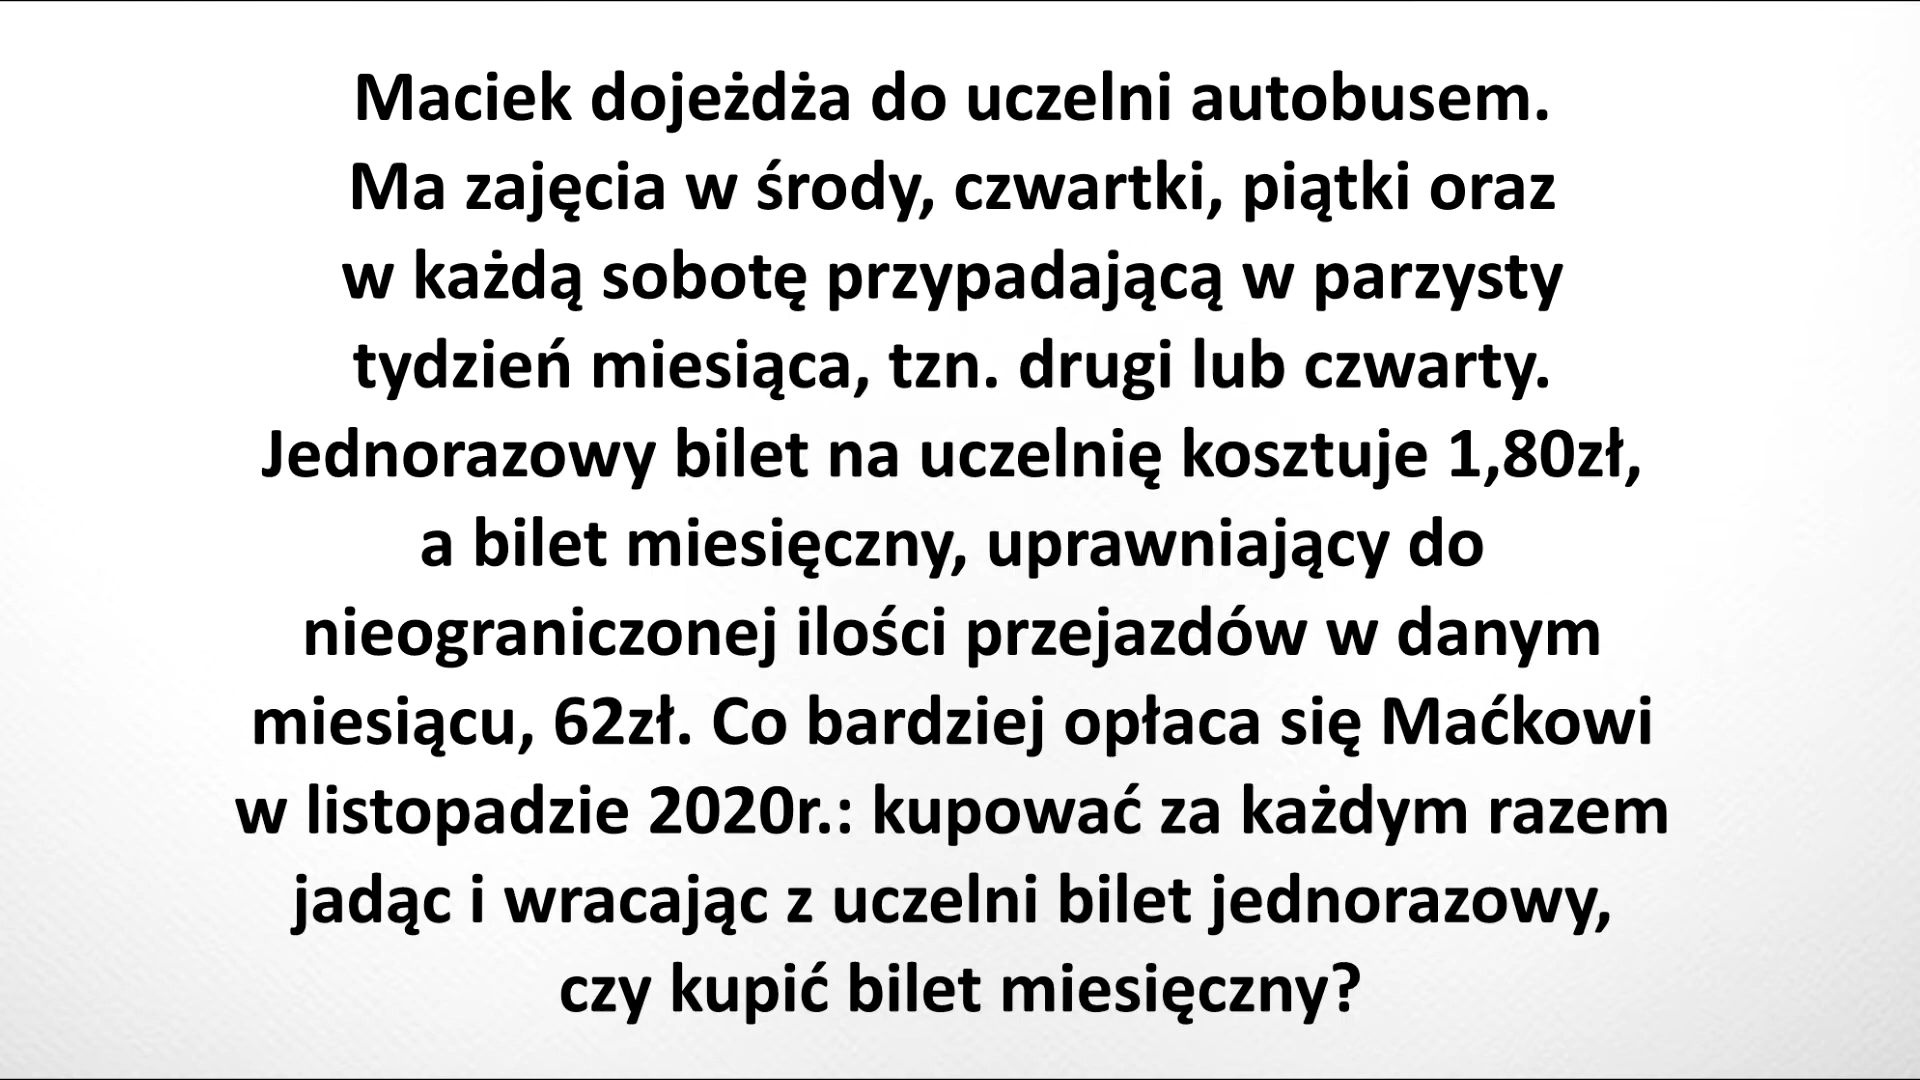 Maciek dojeżdża do uczelni autobusem.
Ma zajęcia w środy, czwartki, piątki oraz
w każdą sobotę przypadającą w parzysty
tydzień miesiąca, tzn. drugi lub czwarty.
Jednorazowy bilet na uczelnię kosztuje 1,80zł,
a bilet miesięczny, uprawniający do
nieograniczonej ilości przejazdów w danym
miesiącu, 62zł. Co bardziej opłaca się Maćkowi
w listopadzie 2020r.: kupować za każdym razem
jadąc i wracając z uczelni bilet jednorazowy,
czy kupić bilet miesięczny?